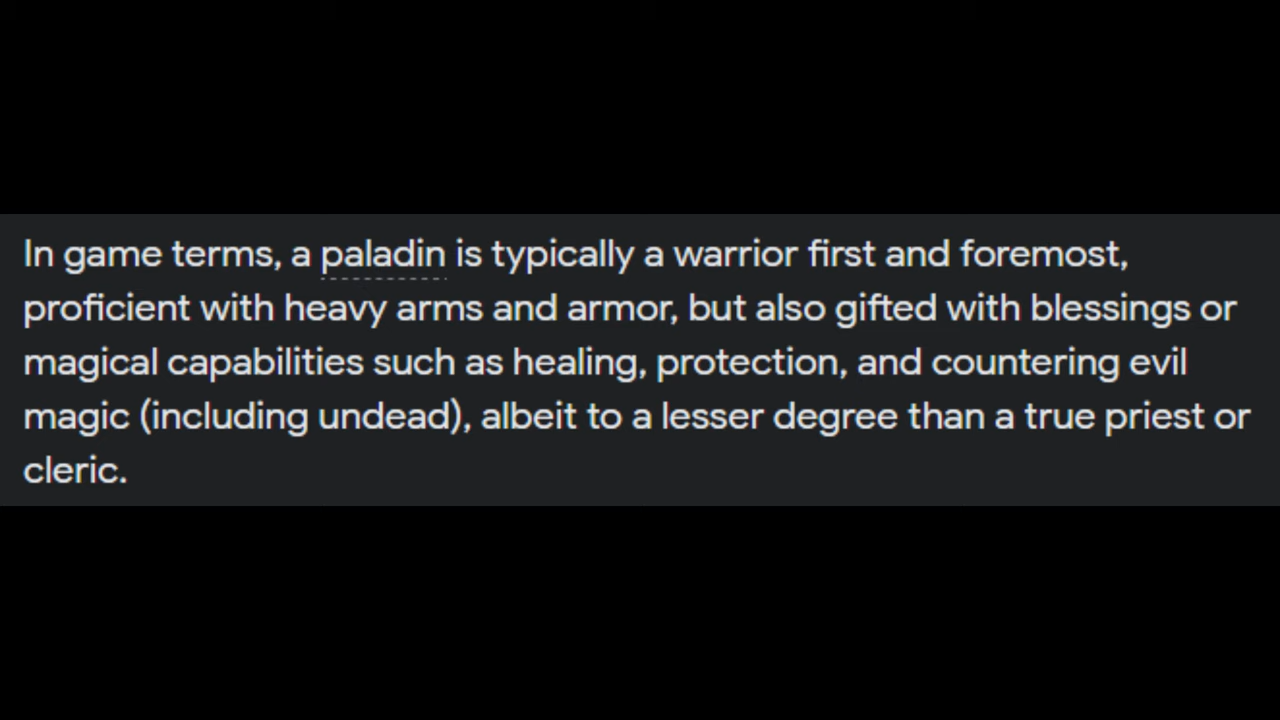 In game terms, a paladin is typically a warrior first and foremost,
proficient with heavy arms and armor, but also gifted with blessings or
magical capabilities such as healing, protection, and countering evil
magic (including undead), albeit to a lesser degree than a true priest or
cleric.